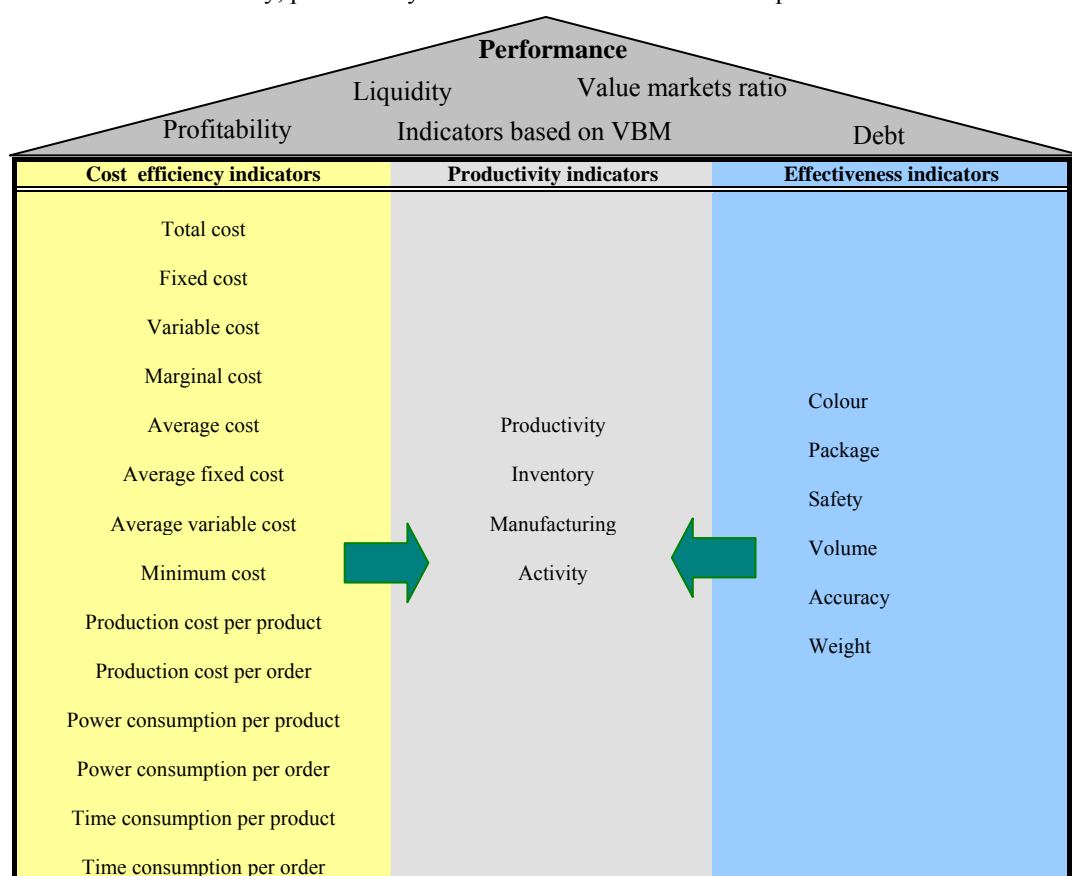 y, p
Performance
Liquidity Value markets ratio
Profitability Indicators based on VBM Debt
Cost efficiency indicators Productivity indicators Effectiveness indicators
Total cost
Fixed cost
Variable cost
Marginal cost
Average cost
Average fixed cost
Average variable cost
Minimum cost
Production cost per product
Production cost per order
Power consumption per product
Power consumption per order
Time consumption per product
Time consumption per order
Productivity
Inventory
Manufacturing
Activity
Colour
Package
Safety
Volume
Accuracy
Weight